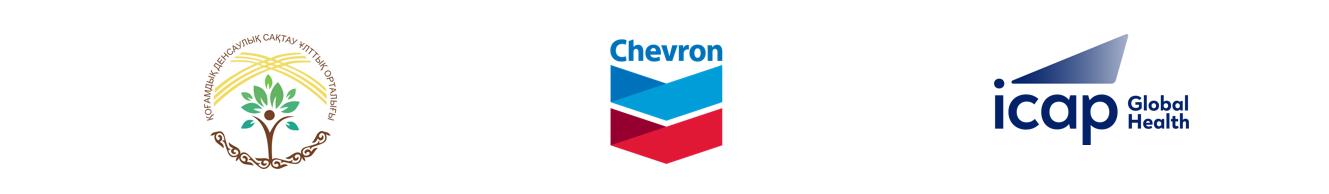 ҚОҒАМДЫҚ ДЕНСАУЛЫҚ САҚТАУ ҰЛТТЫҚ ОРТАЛЫҒЫ
Chevron
icap Global
Health